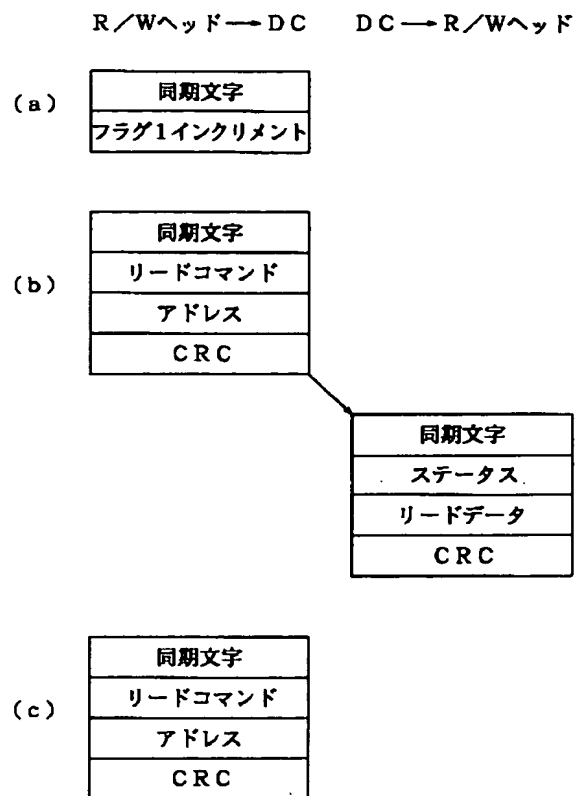 R/Wヘッド→DC DC→R/Wヘッド
(a)
同期文字
フラグ1インクリメント
(b)
同期文字
リードコマンド
アドレス
CRC
同期文字
ステータス
リードデータ
CRC
(c)
同期文字
リードコマンド
アドレス
CRC